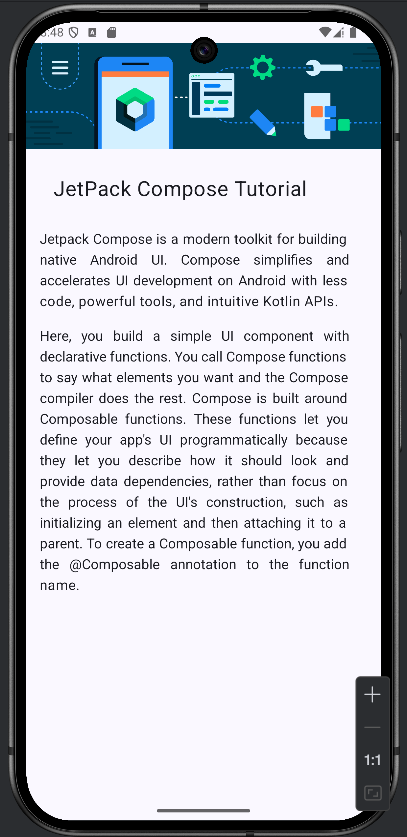 :48
JetPack Compose Tutorial
Jetpack Compose is a modern toolkit for building
native Android UI. Compose simplifies and
accelerates UI development on Android with less
code, powerful tools, and intuitive Kotlin APIs.
Here, you build a simple UI component with
declarative functions. You call Compose functions
to say what elements you want and the Compose
compiler does the rest. Compose is built around
Composable functions. These functions let you
define your app's UI programmatically because
they let you describe how it should look and
provide data dependencies, rather than focus on
the process of the UI's construction, such as
initializing an element and then attaching it to a
parent. To create a Composable function, you add
the @Composable annotation to the function
name.
1:1